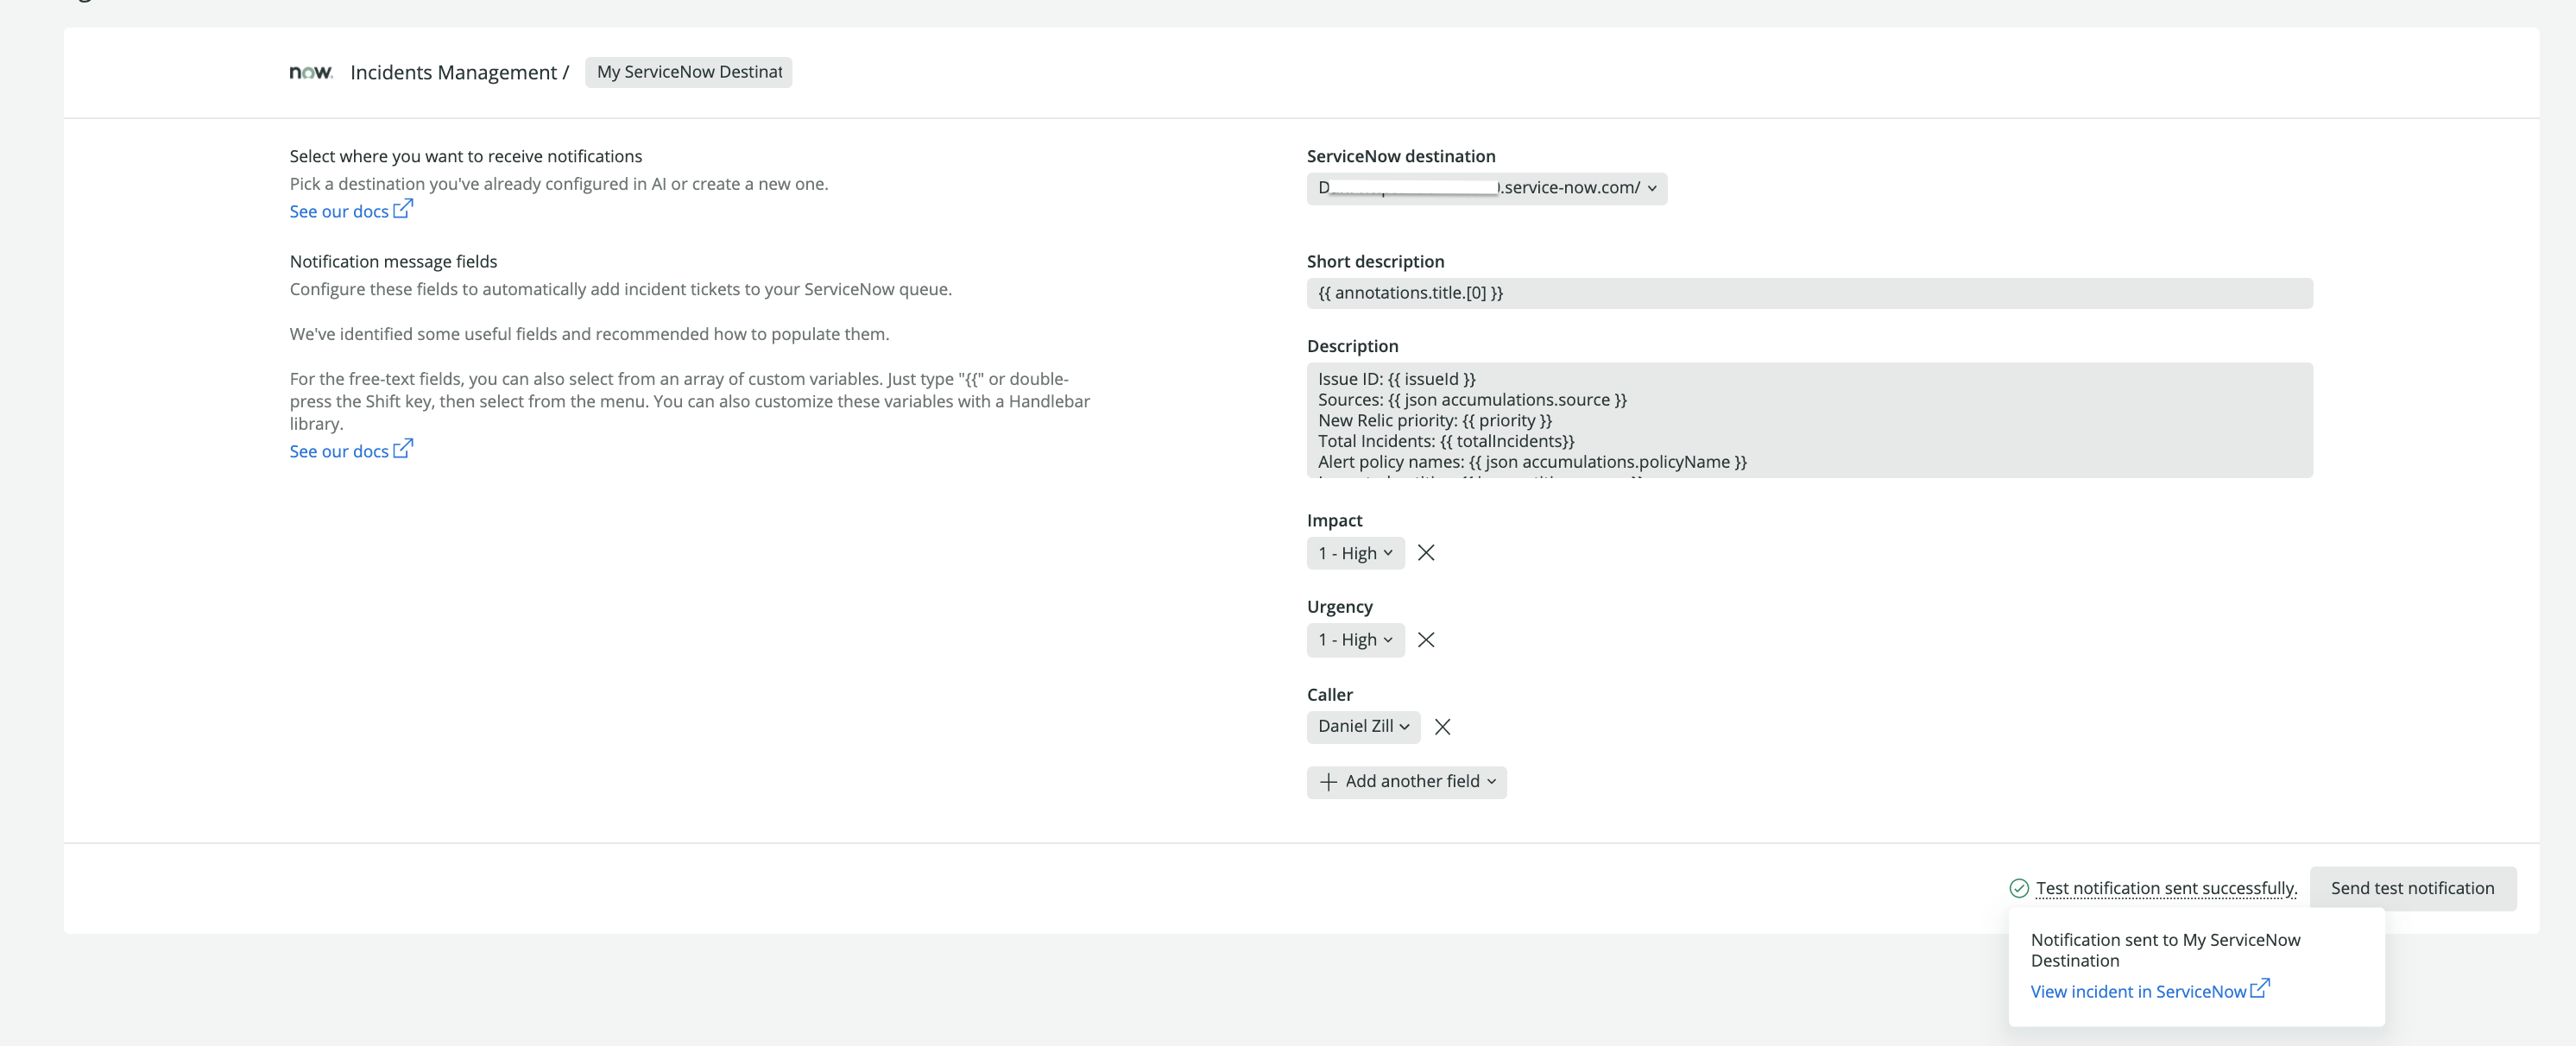 now. Incidents Management / My ServiceNow Destinat
Select where you want to receive notifications
Pick a destination you've already configured in AI or create a new one.
See our docs
Notification message fields
Configure these fields to automatically add incident tickets to your ServiceNow queue.
We've identified some useful fields and recommended how to populate them.
For the free-text fields, you can also select from an array of custom variables. Just type "{{" or double-
press the Shift key, then select from the menu. You can also customize these variables with a Handlebar
library.
See our docs
ServiceNow destination
.service-now.com/
Short description
{{ annotations.title.[0] }}
Description
Issue ID: {{ issueId }}
Sources: {{ json accumulations.source }}
New Relic priority: {{ priority }}
Total Incidents: {{ totalIncidents}}
Alert policy names: {{ json accumulations.policyName }}
Impact
1 - High
Urgency
1 - High
Caller
Daniel Zill
Add another field
Test notification sent successfully.
Send test notification
Notification sent to My ServiceNow
Destination
View incident in ServiceNow